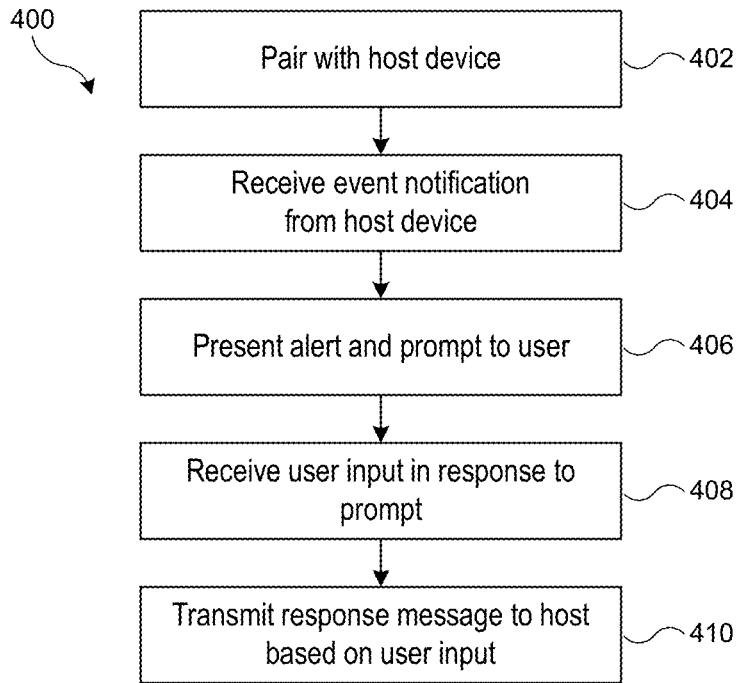 400
Pair with host device
402
Receive event notification
from host device
404
Present alert and prompt to user
406
Receive user input in response to
prompt
408
Transmit response message to host
based on user input
410